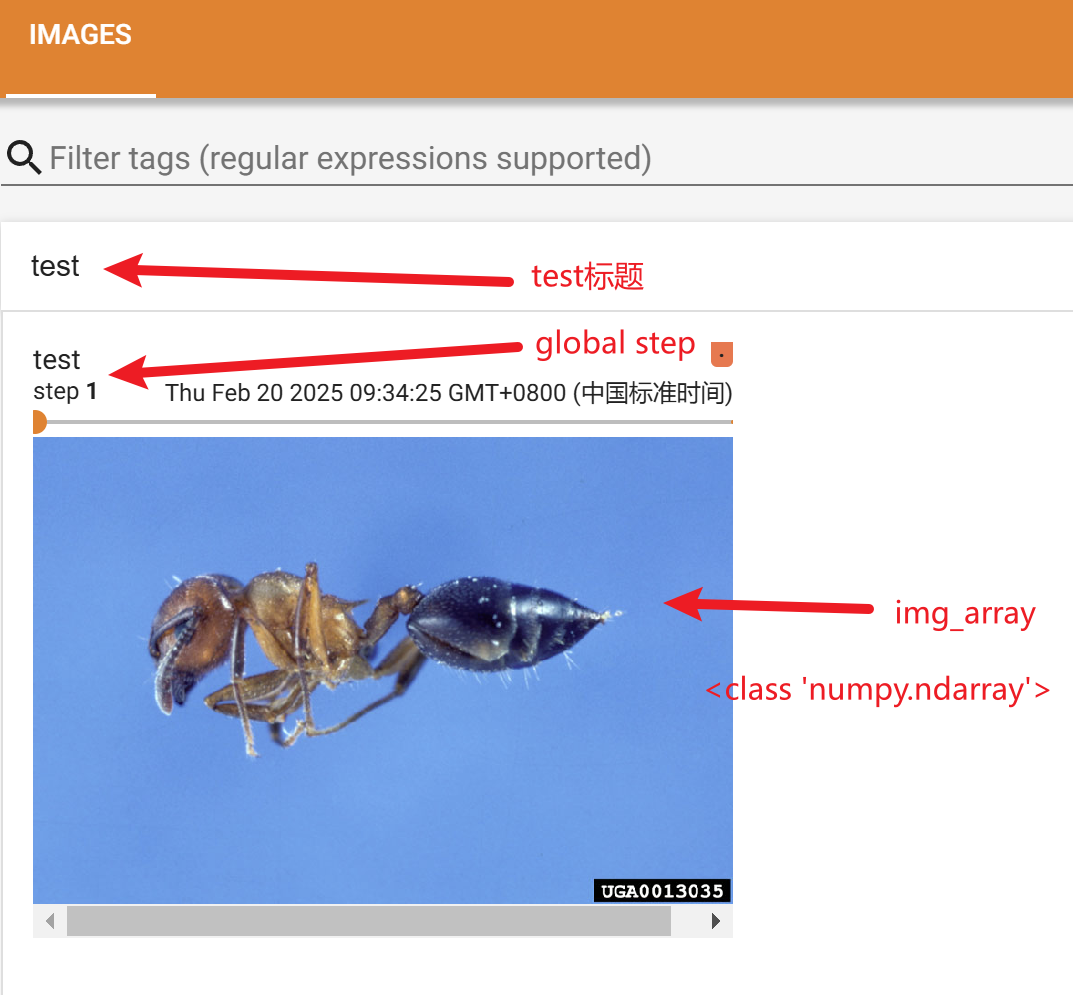 IMAGES
Filter tags (regular expressions supported)
test
test标题
global step
.
test
step 1
Thu Feb 20 2025 09:34:25 GMT+0800 (中国标准时间)
img_array
<class 'numpy.ndarray'>
UGA0013035